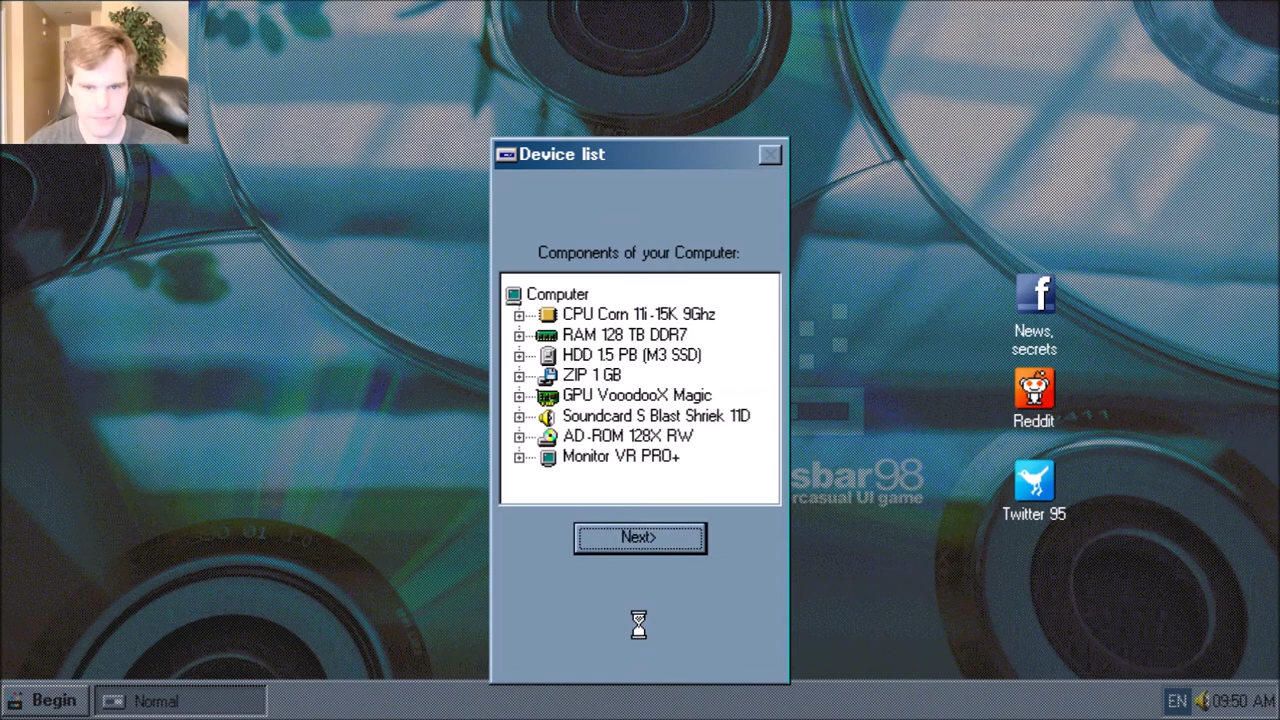 Device list
Components of your Computer:
Computer
CPU Corn 11i-15K 9Ghz
RAM 128 TB DDR7
HDD 1.5 PB (M3 SSD)
ZIP 1 GB
GPU VooodooX Magic
Soundcard S Blast Shriek 11D
AD-ROM 128X RW
Monitor VR PRO+
Next>
News,
secrets
Reddit
Twitter 95
sbar98
rcasual UI game
Begin
Normal
EN
09:50 AM